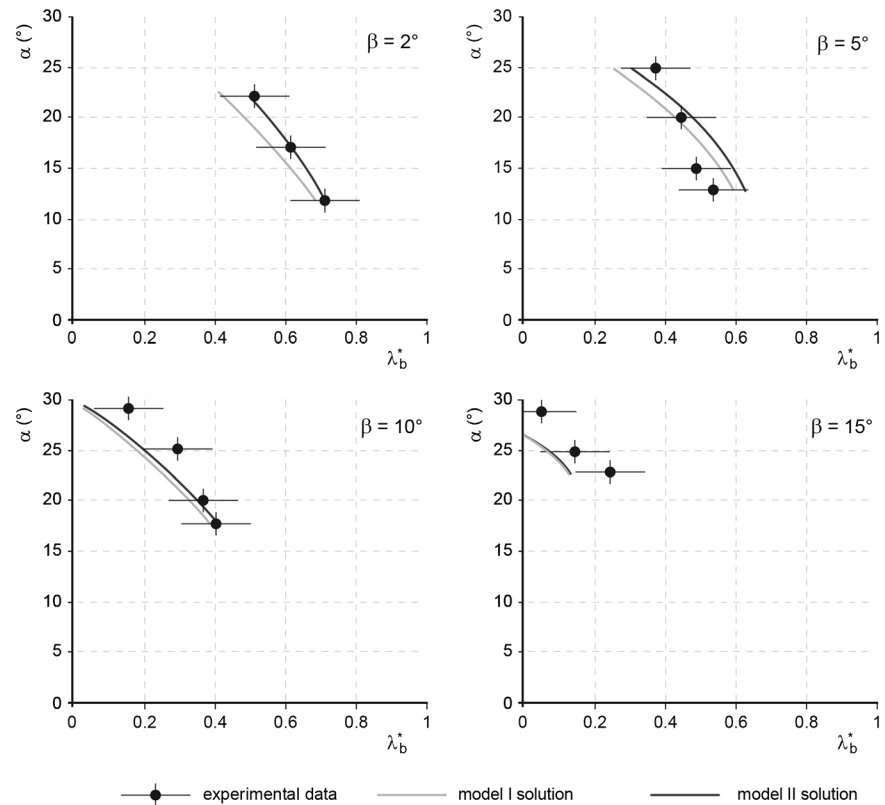 30
25
20
15
10
5
0
α (°)
β = 2°
0 0.2 0.4 0.6 0.8 1
λ*b
30
25
20
15
10
5
0
α (°)
β = 5°
0 0.2 0.4 0.6 0.8 1
λ*b
30
25
20
15
10
5
0
α (°)
β = 10°
0 0.2 0.4 0.6 0.8 1
λ*b
30
25
20
15
10
5
0
α (°)
β = 15°
0 0.2 0.4 0.6 0.8 1
λ*b
experimental data model I solution model II solution